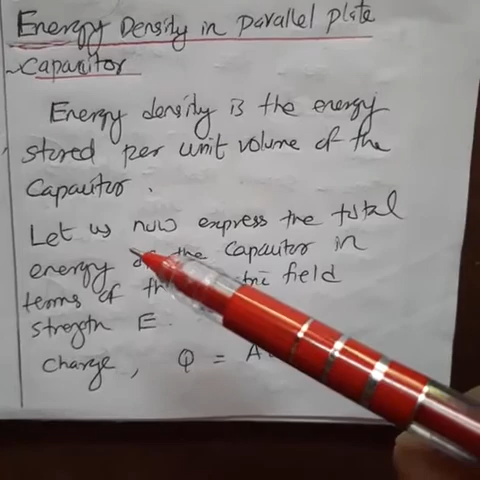 Energy Density in parallel plate
Capacitor
Energy density is the energy
stored per unit volume of the
Capacitor.
Let us now express the total
energy of the Capacitor in
terms of field
strength E.
charge, Q = A